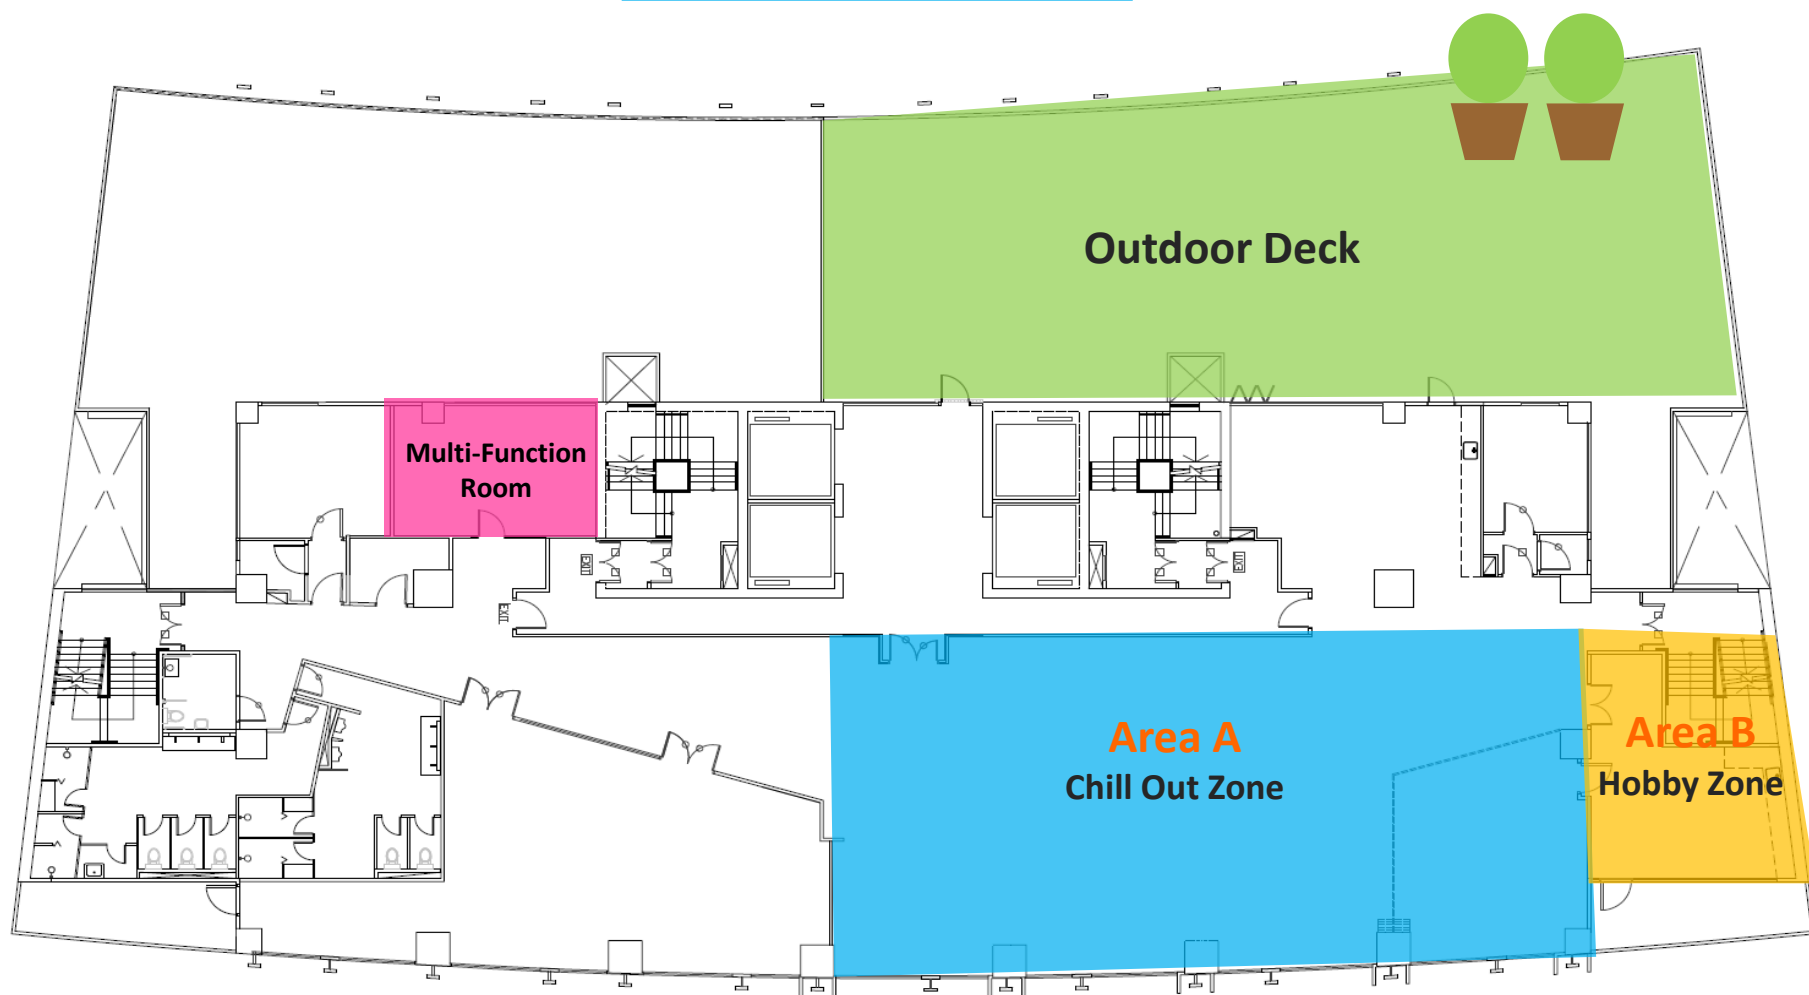 Outdoor Deck
Multi-Function
Room
EXIT
EXIT
EXIT
Area A
Chill Out Zone
Area B
Hobby Zone